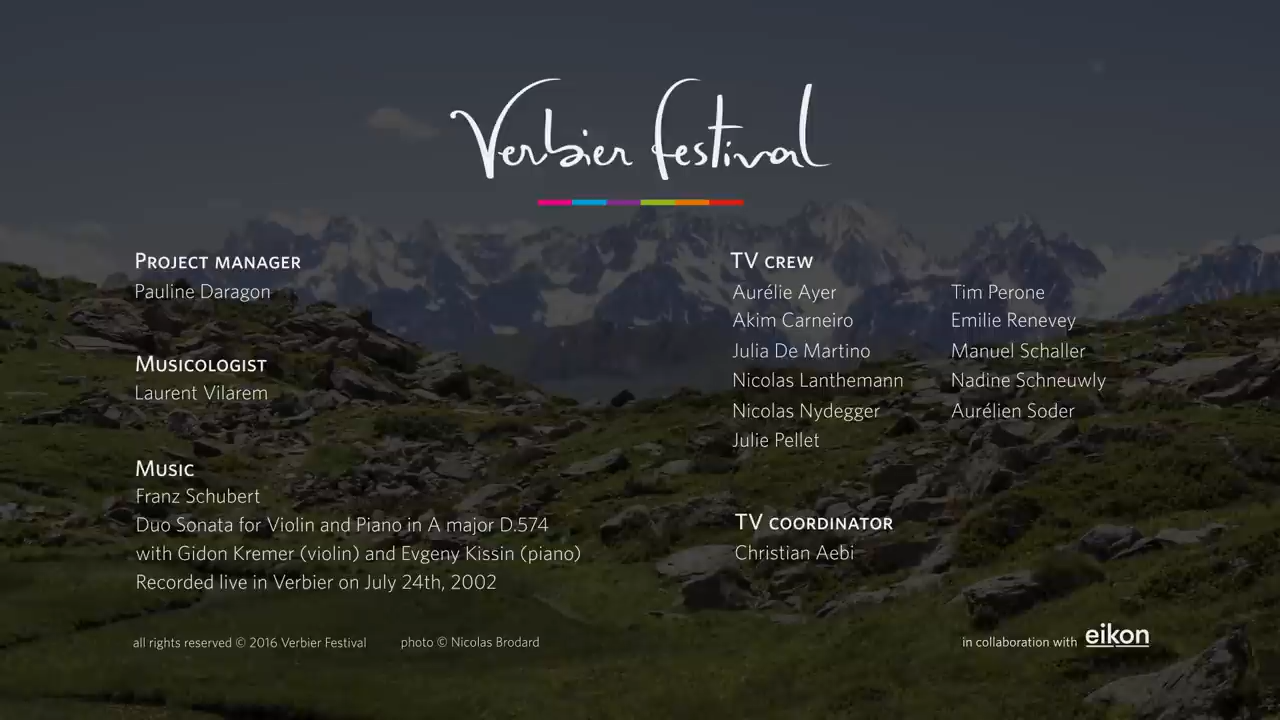 Verbier Festival
Project manager
Pauline Daragon
Musicologist
Laurent Vilarem
Music
Franz Schubert
Duo Sonata for Violin and Piano in A major D.574
with Gidon Kremer (violin) and Evgeny Kissin (piano)
Recorded live in Verbier on July 24th, 2002
TV crew
Aurélie Ayer
Akim Carneiro
Julia De Martino
Nicolas Lanthemann
Nicolas Nydegger
Julie Pellet
Tim Perone
Emilie Renevey
Manuel Schaller
Nadine Schneuwly
Aurélien Soder
TV coordinator
Christian Aebi
all rights reserved © 2016 Verbier Festival
photo © Nicolas Brodard
in collaboration with eikon